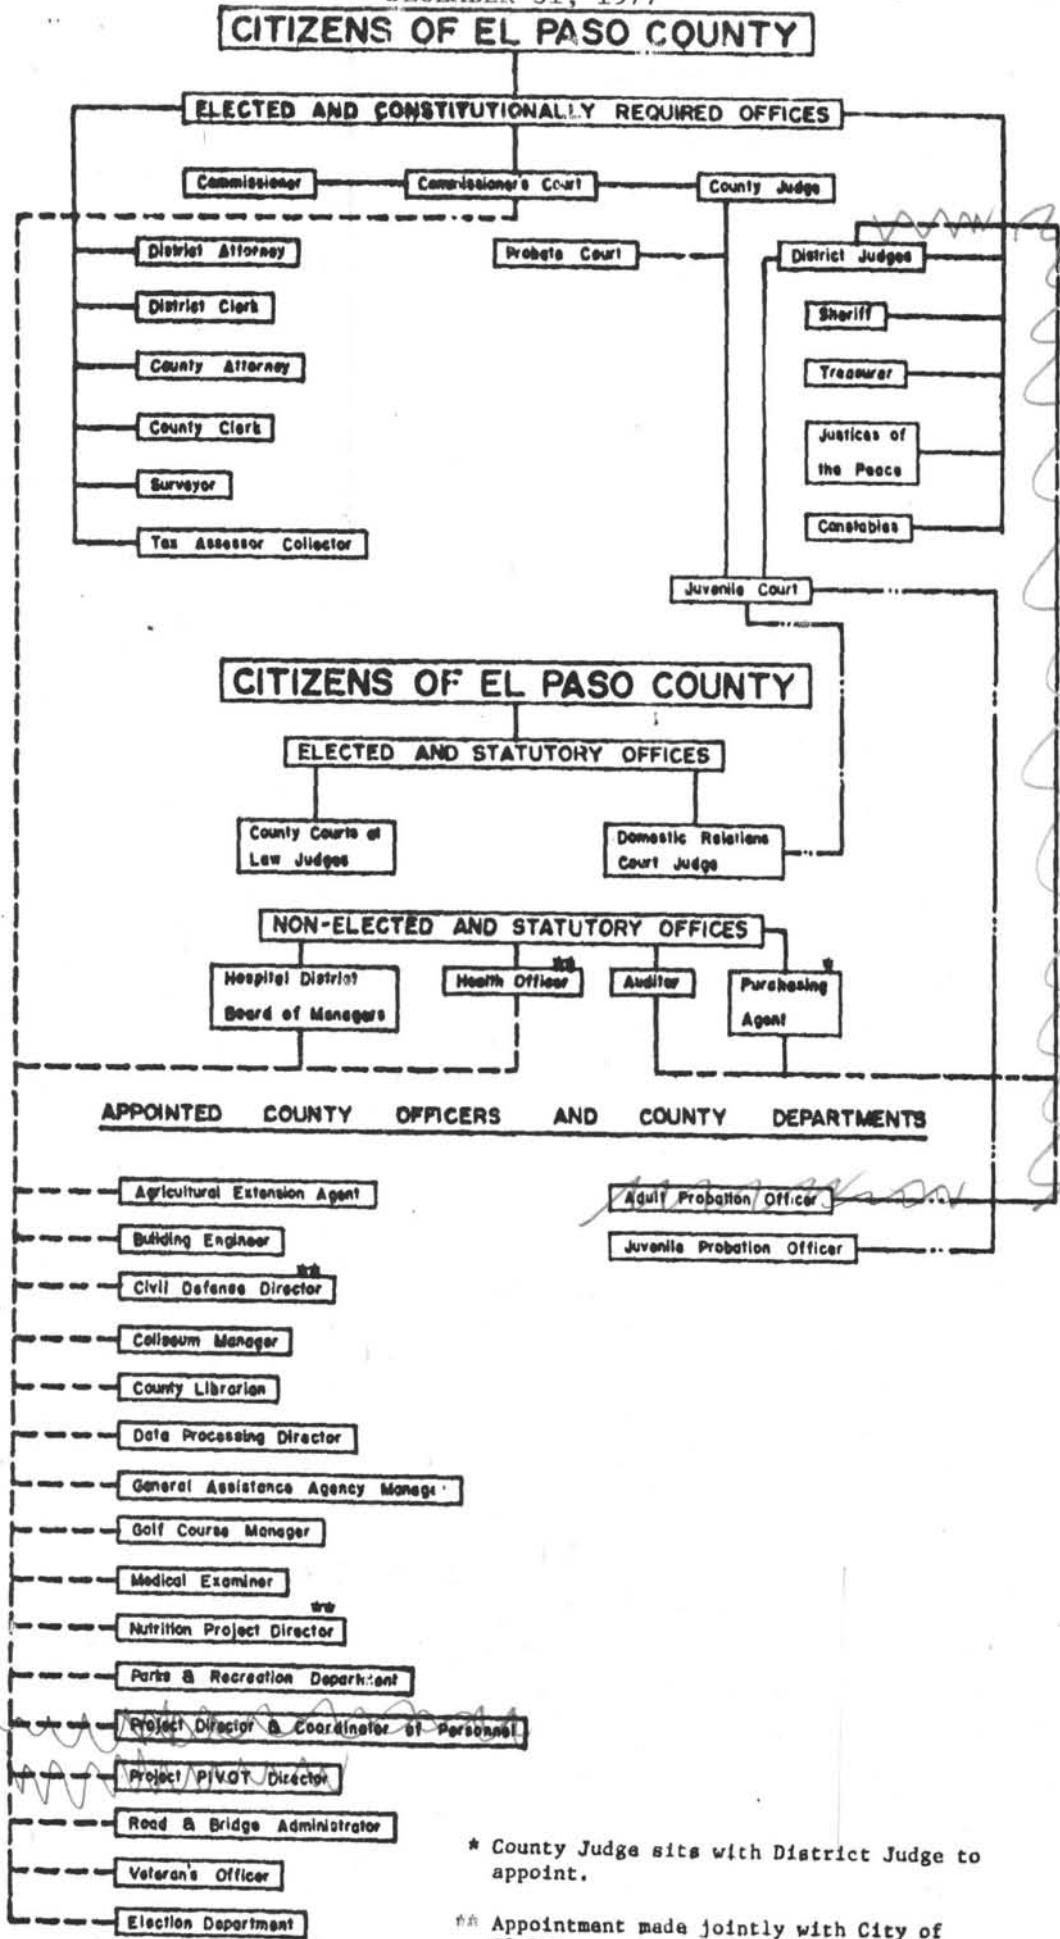 CITIZENS OF EL PASO COUNTY
ELECTED AND CONSTITUTIONALLY REQUIRED OFFICES
Commissioner
Commissioner's Court
County Judge
District Attorney
Probate Court
District Judges
District Clerk
Sheriff
County Attorney
Treasurer
County Clerk
Justices of
the Peace
Surveyor
Constables
Tax Assessor Collector
Juvenile Court
CITIZENS OF EL PASO COUNTY
ELECTED AND STATUTORY OFFICES
County Courts at
Law Judges
Domestic Relations
Court Judge
NON-ELECTED AND STATUTORY OFFICES
Hospital District
Board of Managers
**
Health Officer
Auditor
*
Purchasing
Agent
APPOINTED COUNTY OFFICERS AND COUNTY DEPARTMENTS
Agricultural Extension Agent
Adult Probation Officer
Building Engineer
Juvenile Probation Officer
**
Civil Defense Director
Coliseum Manager
County Librarian
Data Processing Director
General Assistance Agency Manage
Golf Course Manager
Medical Examiner
**
Nutrition Project Director
Parks & Recreation Department
Project Director & Coordinator of Personnel
Project PIVOT Director
Road & Bridge Administrator
Veteran's Officer
Election Department
* County Judge sits with District Judge to
appoint.
** Appointment made jointly with City of